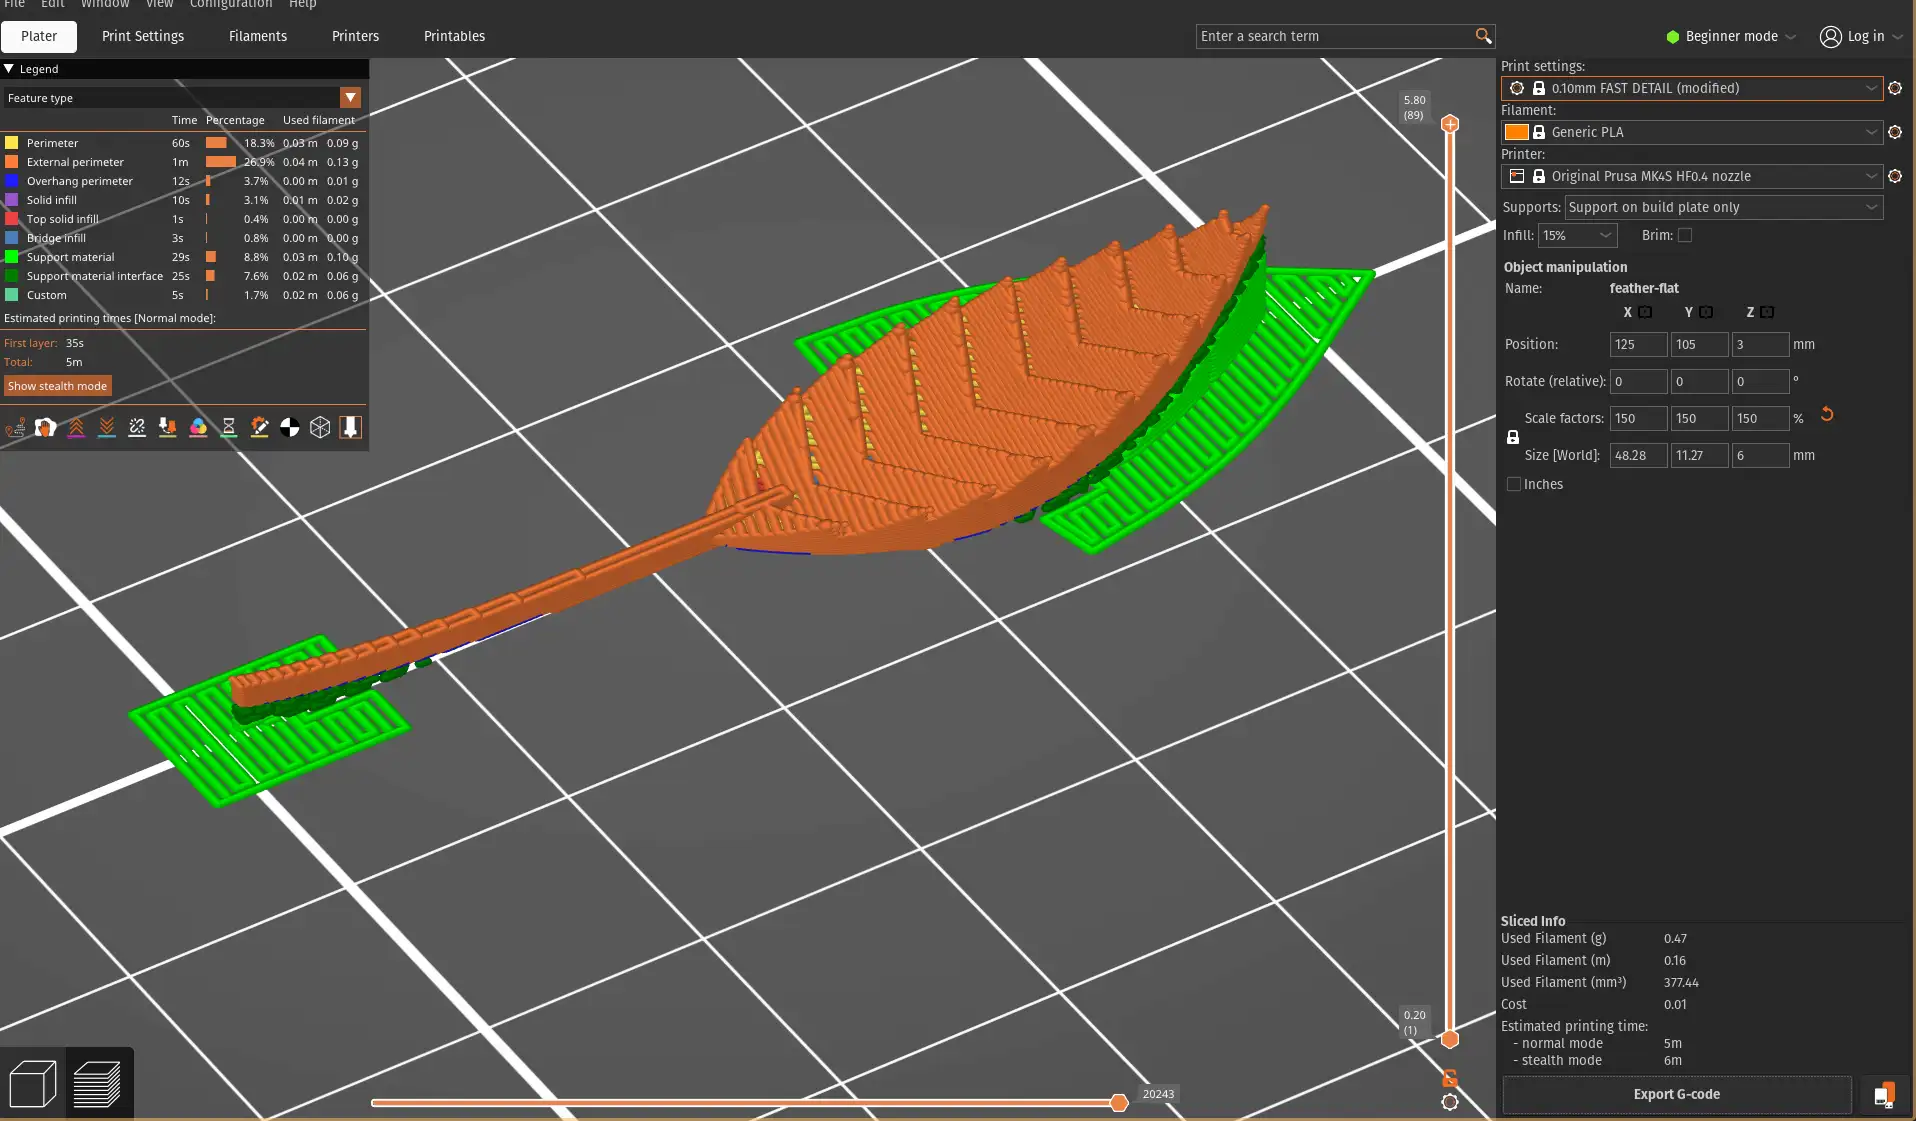 File Edit Window View Configuration Help
Plater Print Settings Filaments Printers Printables
Enter a search term
Beginner mode Log in
Legend
Feature type
Time Percentage Used filament
Perimeter 60s 18.3% 0.03 m 0.09 g
External perimeter 1m 26.9% 0.04 m 0.13 g
Overhang perimeter 12s 3.7% 0.00 m 0.01 g
Solid infill 10s 3.1% 0.01 m 0.02 g
Top solid infill 1s 0.4% 0.00 m 0.00 g
Bridge infill 3s 0.8% 0.00 m 0.00 g
Support material 29s 8.8% 0.03 m 0.10 g
Support material interface 25s 7.6% 0.02 m 0.06 g
Custom 5s 1.7% 0.02 m 0.06 g
Estimated printing times [Normal mode]:
First layer: 35s
Total: 5m
Show stealth mode
5.80
(89)
0.20
(1)
20243
Print settings:
0.10mm FAST DETAIL (modified)
Filament:
Generic PLA
Printer:
Original Prusa MK4S HF0.4 nozzle
Supports: Support on build plate only
Infill: 15% Brim:
Object manipulation
Name: feather-flat
X Y Z
Position: 125 105 3 mm
Rotate (relative): 0 0 0 °
Scale factors: 150 150 150 %
Size [World]: 48.28 11.27 6 mm
Inches
Sliced Info
Used Filament (g) 0.47
Used Filament (m) 0.16
Used Filament (mm³) 377.44
Cost 0.01
Estimated printing time:
- normal mode 5m
- stealth mode 6m
Export G-code